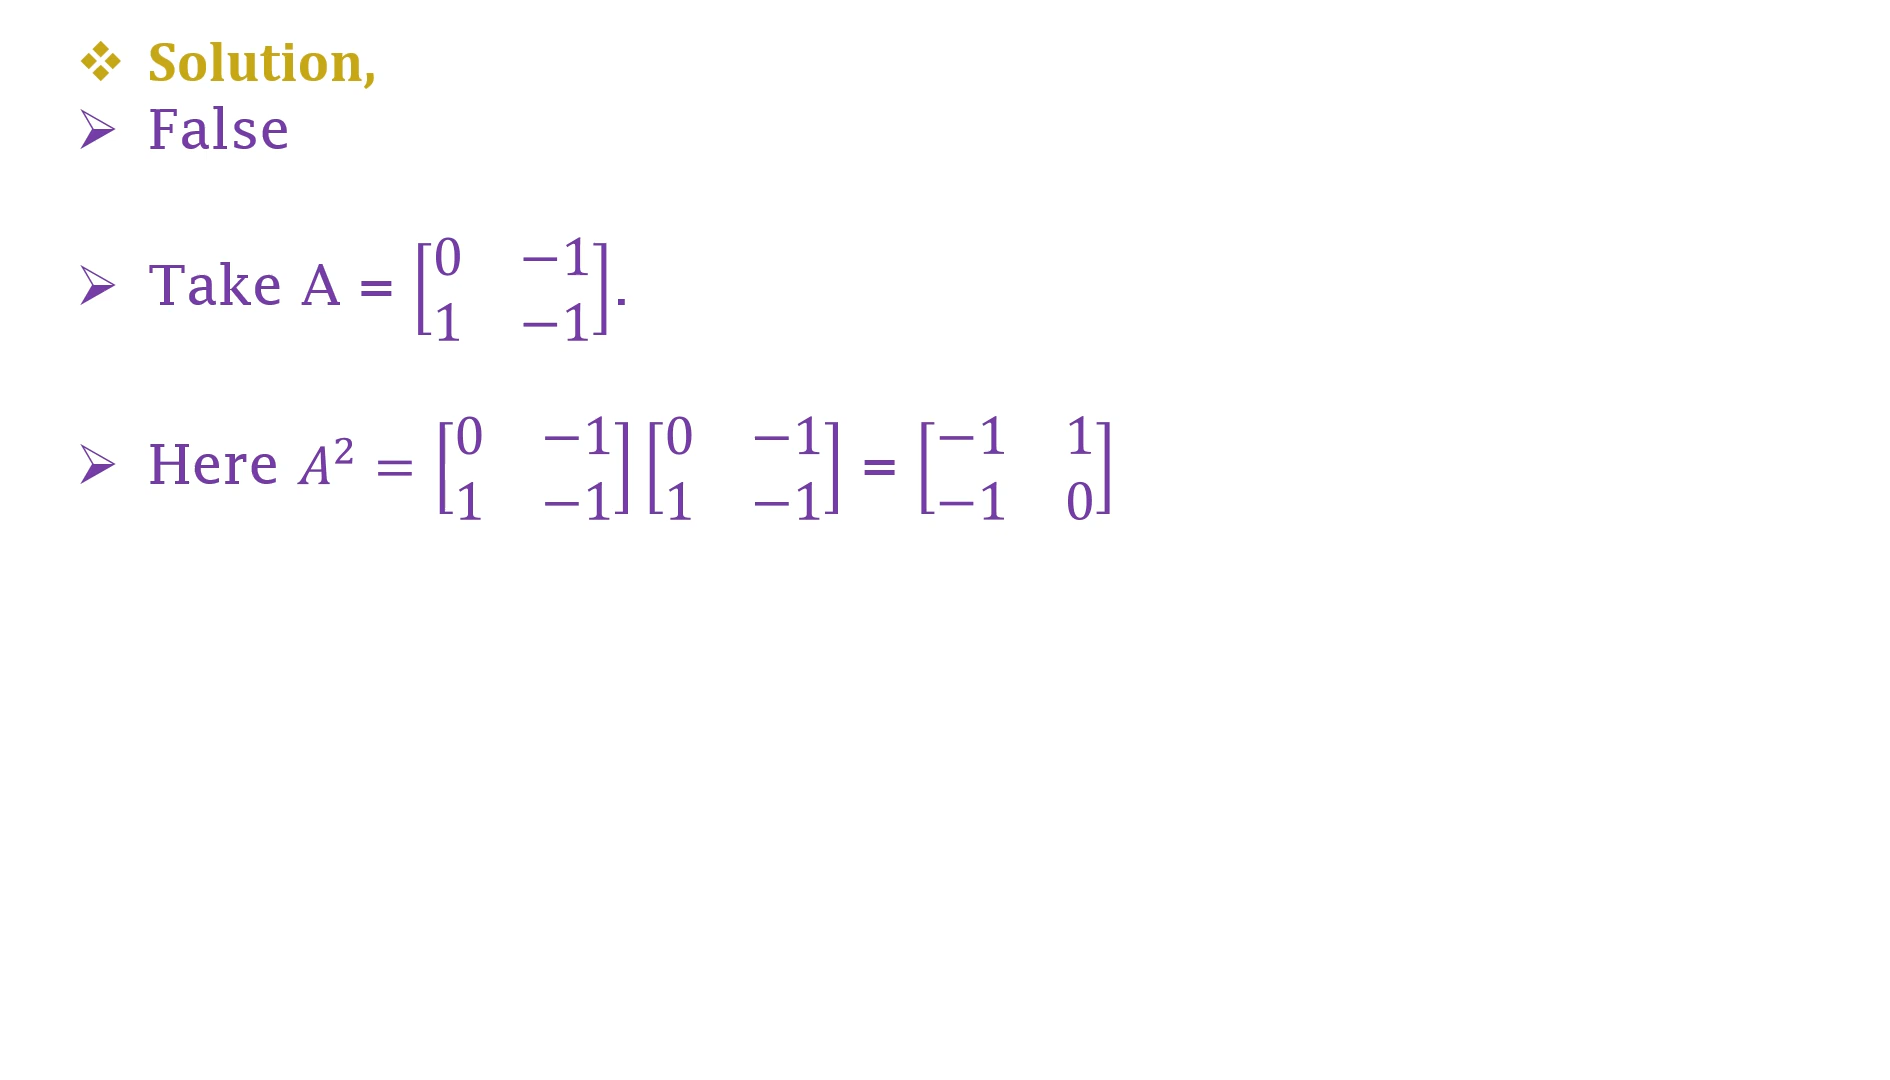 ❖ Solution,
➢ False
➢ Take A = [0 −1; 1 −1].
➢ Here A² = [0 −1; 1 −1] [0 −1; 1 −1] = [−1 1; −1 0]